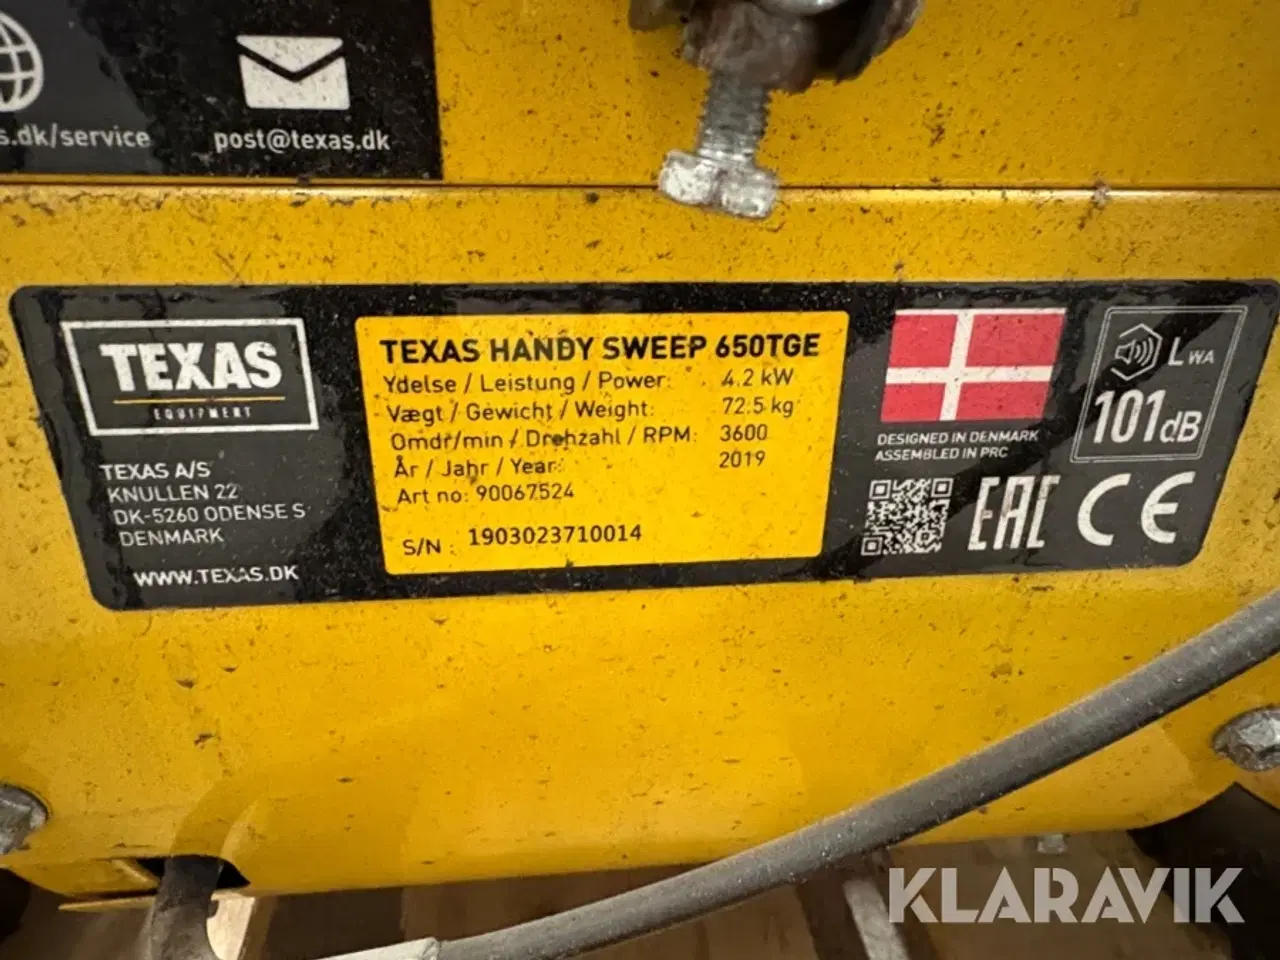 s.dk/service
post@texas.dk
TEXAS
EQUIPMENT
TEXAS A/S
KNULLEN 22
DK-5260 ODENSE S
DENMARK
WWW.TEXAS.DK
TEXAS HANDY SWEEP 650TGE
Ydelse / Leistung / Power: 4.2 kW
Vægt / Gewicht / Weight: 72.5 kg
Omdr/min / Drehzahl / RPM: 3600
År / Jahr / Year: 2019
Art no: 90067524
S/N : 1903023710014
DESIGNED IN DENMARK
ASSEMBLED IN PRC
LWA
101dB
EAC CE
KLARAVIK